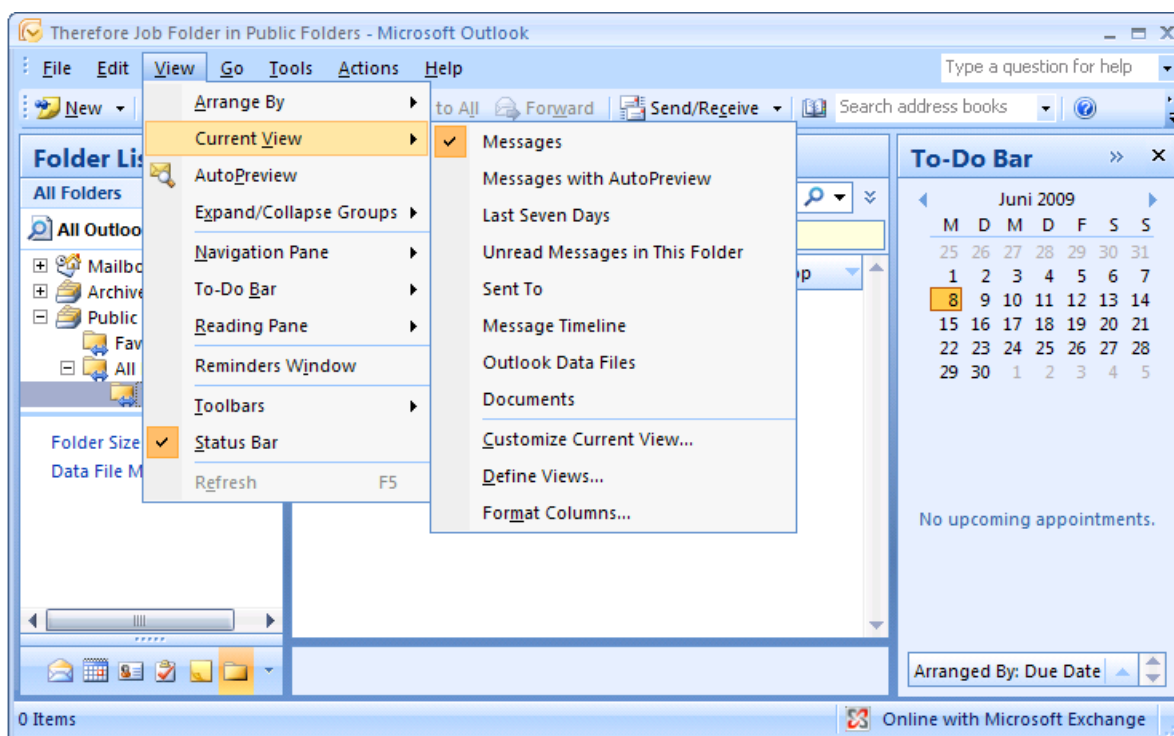 Therefore Job Folder in Public Folders - Microsoft Outlook
File Edit View Go Tools Actions Help Type a question for help
New to All Forward Send/Receive Search address books
Arrange By
Current View
AutoPreview
Expand/Collapse Groups
Navigation Pane
To-Do Bar
Reading Pane
Reminders Window
Toolbars
Status Bar
Refresh F5
Messages
Messages with AutoPreview
Last Seven Days
Unread Messages in This Folder
Sent To
Message Timeline
Outlook Data Files
Documents
Customize Current View...
Define Views...
Format Columns...
Folder Lis
All Folders
All Outloo
Mailbo
Archive
Public
Fav
All
Folder Size
Data File M
To-Do Bar
Juni 2009
M D M D F S S
25 26 27 28 29 30 31
1 2 3 4 5 6 7
8 9 10 11 12 13 14
15 16 17 18 19 20 21
22 23 24 25 26 27 28
29 30 1 2 3 4 5
No upcoming appointments.
Arranged By: Due Date
0 Items Online with Microsoft Exchange